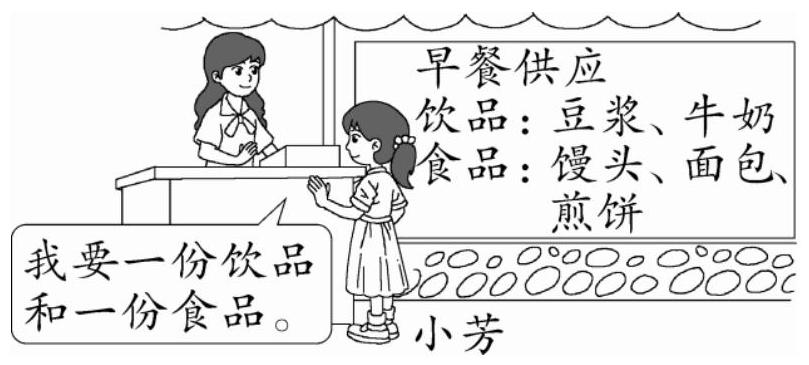 早餐供应
饮品：豆浆、牛奶
食品：馒头、面包、
煎饼
我要一份饮品
和一份食品。
小芳